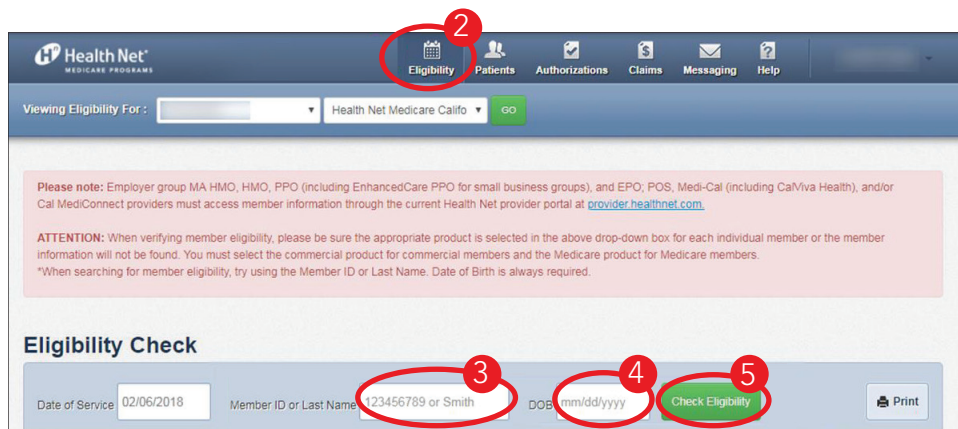 2
Health Net
MEDICARE PROGRAMS
Eligibility Patients Authorizations Claims Messaging Help
Viewing Eligibility For : Health Net Medicare Califo GO
Please note: Employer group MA HMO, HMO, PPO (including EnhancedCare PPO for small business groups), and EPO; POS, Medi-Cal (including CalViva Health), and/or
Cal MediConnect providers must access member information through the current Health Net provider portal at provider.healthnet.com.
ATTENTION: When verifying member eligibility, please be sure the appropriate product is selected in the above drop-down box for each individual member or the member
information will not be found. You must select the commercial product for commercial members and the Medicare product for Medicare members.
*When searching for member eligibility, try using the Member ID or Last Name. Date of Birth is always required.
Eligibility Check
3 4 5
Date of Service 02/06/2018 Member ID or Last Name 123456789 or Smith DOB mm/dd/yyyy Check Eligibility Print